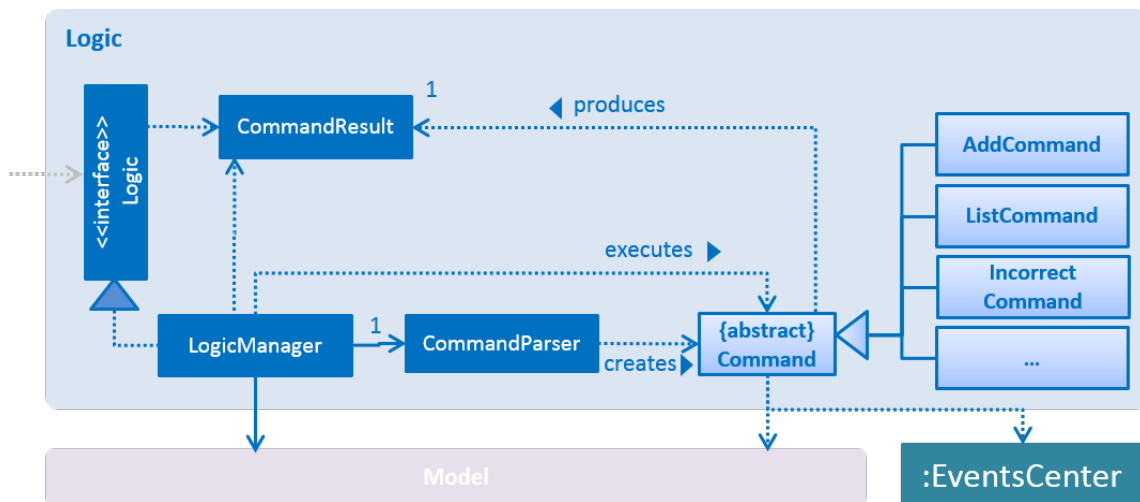 Logic
<<interface>>
Logic
CommandResult
1
produces
AddCommand
ListCommand
Incorrect
Command
...
executes
LogicManager
1
CommandParser
creates
{abstract}
Command
Model
:EventsCenter